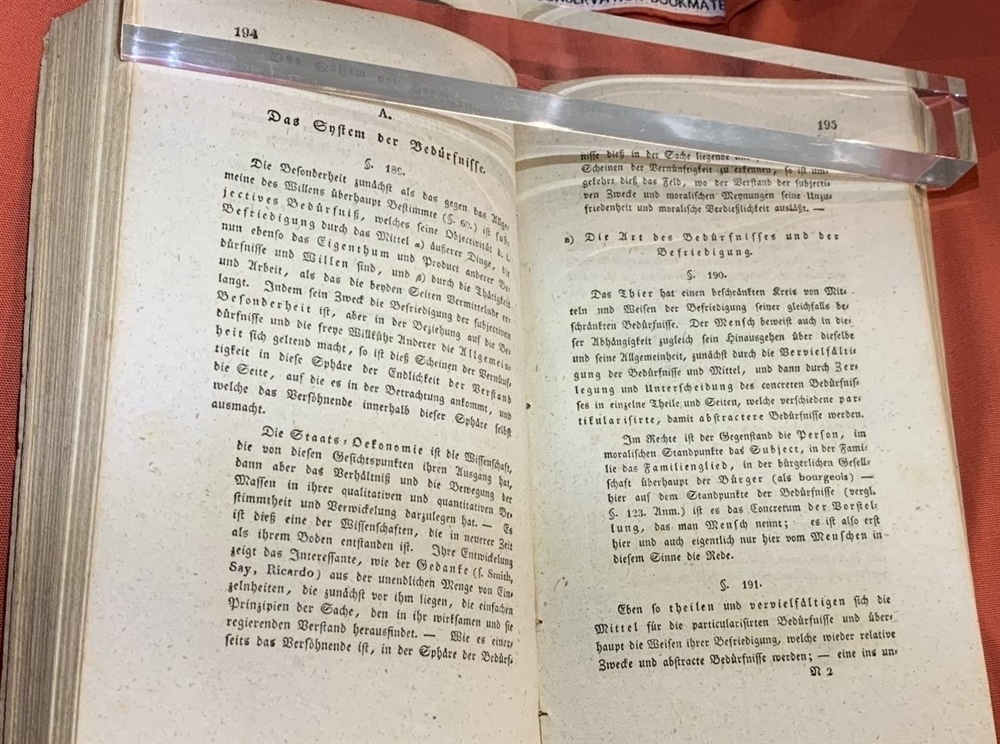 CONSERVATION BOOKMATE
194
A.
Das System der Bedürfnisse.
§. 189.
Die Besonderheit zunächst als das gegen das Allge-
meine des Willens überhaupt Bestimmte (§. 60.) ist sub-
jectives Bedürfniß, welches seine Objectivität d. i.
Befriedigung durch das Mittel α) äußerer Dinge, die
nun ebenso das Eigenthum und Product anderer Be-
dürfnisse und Willen sind, und β) durch die Thätigkeit
und Arbeit, als das die beyden Seiten Vermittelnde er-
langt. Indem sein Zweck die Befriedigung der subjectiven
Besonderheit ist, aber in der Beziehung auf die Be-
dürfnisse und die freye Willkühr Anderer die Allgemein-
heit sich geltend macht, so ist dieß Scheinen der Vernünf-
tigkeit in diese Sphäre der Endlichkeit der Verstand
die Seite, auf die es in der Betrachtung ankommt, und
welche das Versöhnende innerhalb dieser Sphäre selbst
ausmacht.
Die Staats-Oekonomie ist die Wissenschaft,
die von diesen Gesichtspunkten ihren Ausgang hat,
dann aber das Verhältniß und die Bewegung der
Massen in ihrer qualitativen und quantitativen Be-
stimmtheit und Verwickelung darzulegen hat. — Es
ist dieß eine der Wissenschaften, die in neuerer Zeit
als ihrem Boden entstanden ist. Ihre Entwickelung
zeigt das Interessante, wie der Gedanke (s. Smith,
Say, Ricardo) aus der unendlichen Menge von Ein-
zelnheiten, die zunächst vor ihm liegen, die einfachen
Prinzipien der Sache, den in ihr wirksamen und sie
regierenden Verstand herausfindet. — Wie es einer-
seits das Versöhnende ist, in der Sphäre der Bedürf-
195
nisse dieß in der Sache liegende
Scheinen der Vernünftigkeit zu erkennen, so ist um-
gekehrt dieß das Feld, wo der Verstand der subjecti-
ven Zwecke und moralischen Meynungen seine Unzu-
friedenheit und moralische Verdießlichkeit ausläßt. —
a) Die Art des Bedürfnisses und der
Befriedigung.
§. 190.
Das Thier hat einen beschränkten Kreis von Mit-
teln und Weisen der Befriedigung seiner gleichfalls be-
schränkten Bedürfnisse. Der Mensch beweist auch in die-
ser Abhängigkeit zugleich sein Hinausgehen über dieselbe
und seine Allgemeinheit, zunächst durch die Vervielfälti-
gung der Bedürfnisse und Mittel, und dann durch Zer-
legung und Unterscheidung des concreten Bedürfnis-
ses in einzelne Theile und Seiten, welche verschiedene par-
tikularisirte, damit abstractere Bedürfnisse werden.
Im Rechte ist der Gegenstand die Person, im
moralischen Standpunkte das Subject, in der Fami-
lie das Familienglied, in der bürgerlichen Gesell-
schaft überhaupt der Bürger (als bourgeois) —
hier auf dem Standpunkte der Bedürfnisse (vergl.
§. 123. Anm.) ist es das Concretum der Vorstel-
lung, das man Mensch nennt; es ist also erst
hier und auch eigentlich nur hier vom Menschen in
diesem Sinne die Rede.
§. 191.
Eben so theilen und vervielfältigen sich die
Mittel für die particularisirten Bedürfnisse und über-
haupt die Weisen ihrer Befriedigung, welche wieder relative
Zwecke und abstracte Bedürfnisse werden; — eine ins un-
N 2